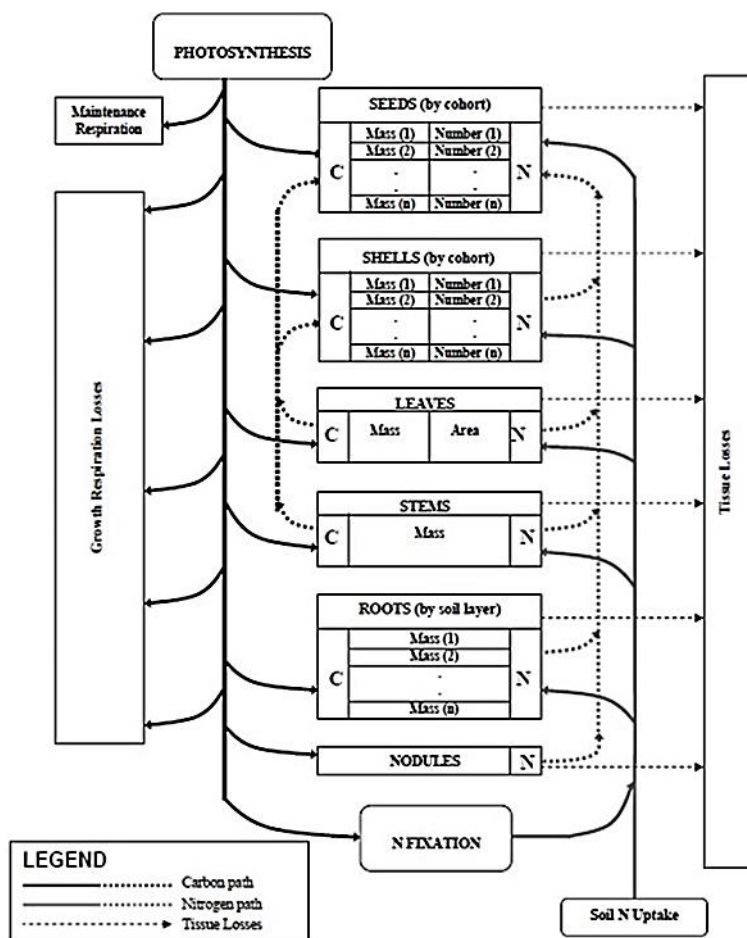 PHOTOSYNTHESIS
Maintenance
Respiration
Growth Respiration Losses
SEEDS (by cohort)
C
Mass (1) Number (1)
Mass (2) Number (2)
. .
. .
Mass (n) Number (n)
N
SHELLS (by cohort)
C
Mass (1) Number (1)
Mass (2) Number (2)
. .
. .
Mass (n) Number (n)
N
LEAVES
C Mass Area N
STEMS
C Mass N
ROOTS (by soil layer)
C
Mass (1)
Mass (2)
.
.
Mass (n)
N
NODULES N
N FIXATION
Soil N Uptake
Tissue Losses
LEGEND
Carbon path
Nitrogen path
Tissue Losses